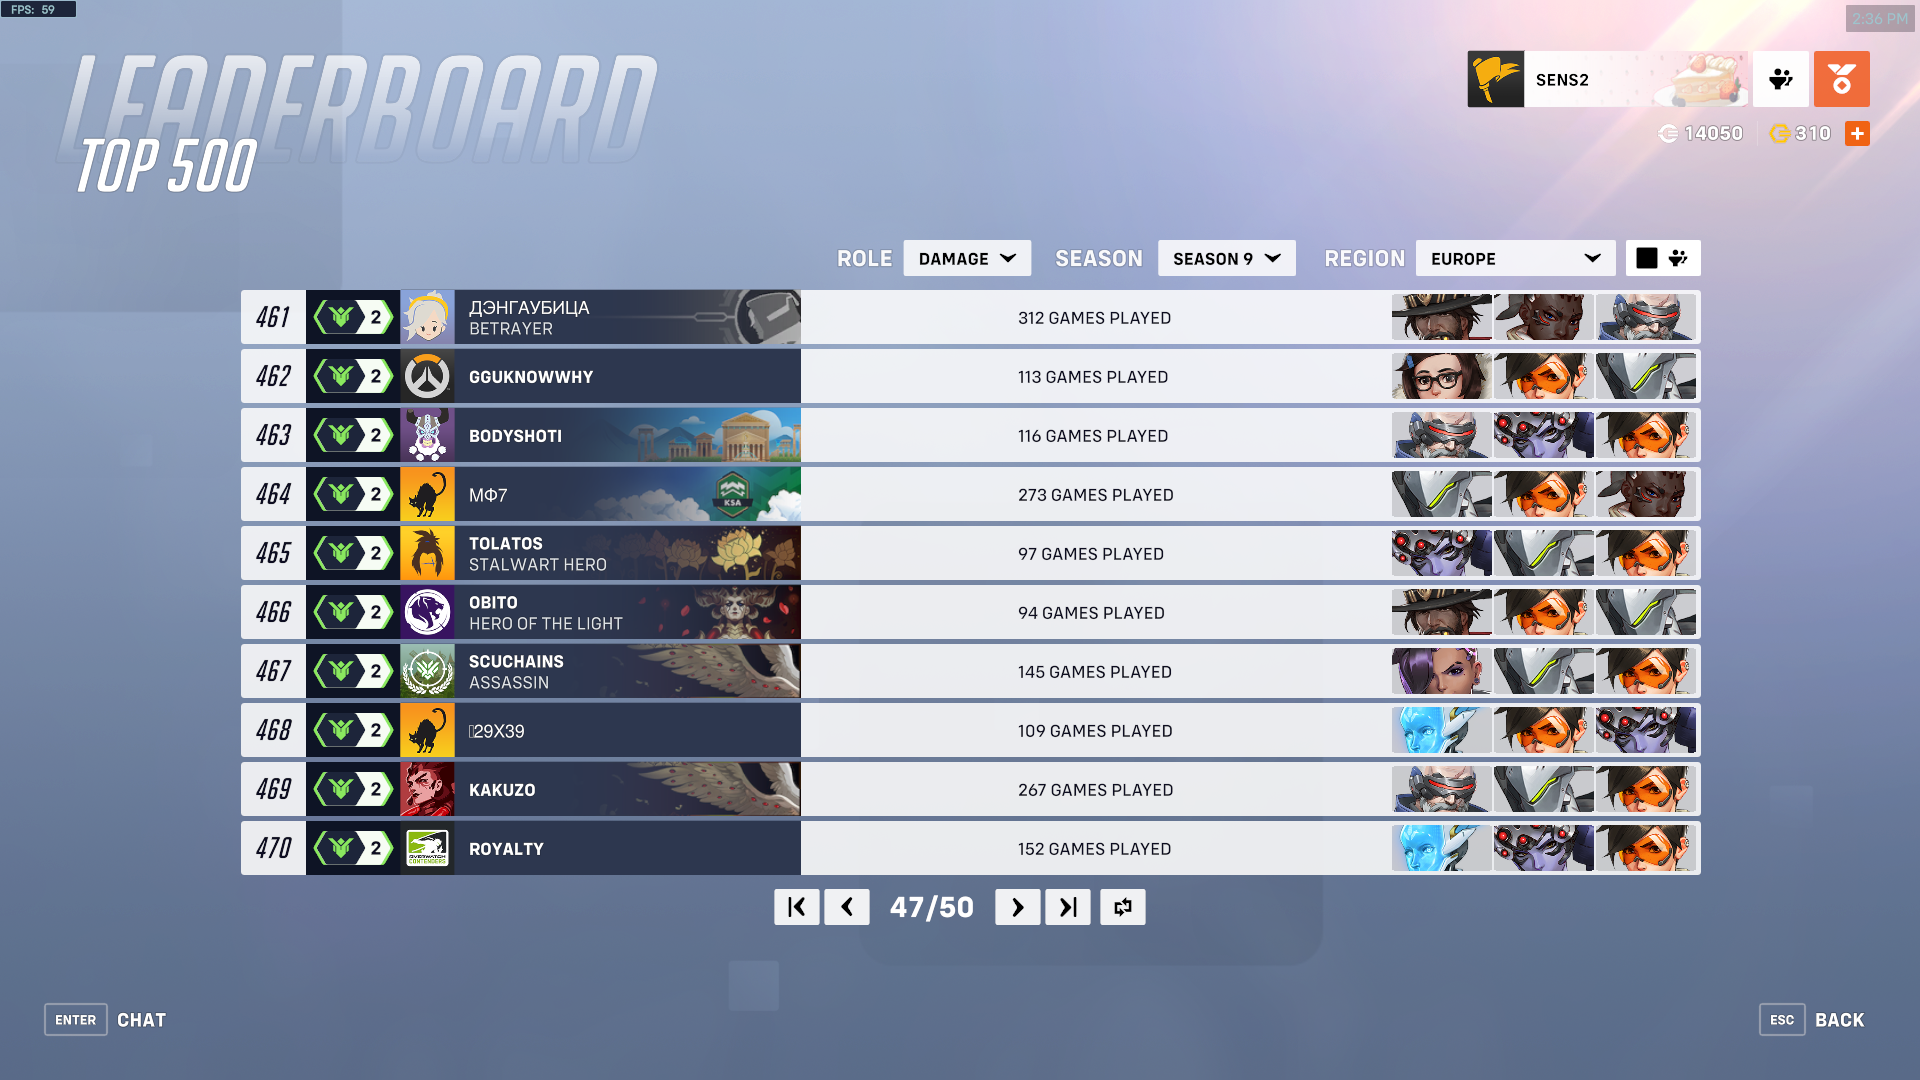 FPS: 59
2:36 PM
LEADERBOARD
TOP 500
SENS2
14050
310
ROLE DAMAGE SEASON SEASON 9 REGION EUROPE
461 2 ДЭНГАУБИЦА 312 GAMES PLAYED
BETRAYER
462 2 GGUKNOWWHY 113 GAMES PLAYED
463 2 BODYSHOTI 116 GAMES PLAYED
464 2 МФ7 KSA 273 GAMES PLAYED
465 2 TOLATOS 97 GAMES PLAYED
STALWART HERO
466 2 OBITO 94 GAMES PLAYED
HERO OF THE LIGHT
467 2 SCUCHAINS 145 GAMES PLAYED
ASSASSIN
468 2 29X39 109 GAMES PLAYED
469 2 KAKUZO 267 GAMES PLAYED
470 2 OVERWATCH CONTENDERS ROYALTY 152 GAMES PLAYED
47/50
ENTER CHAT
ESC BACK